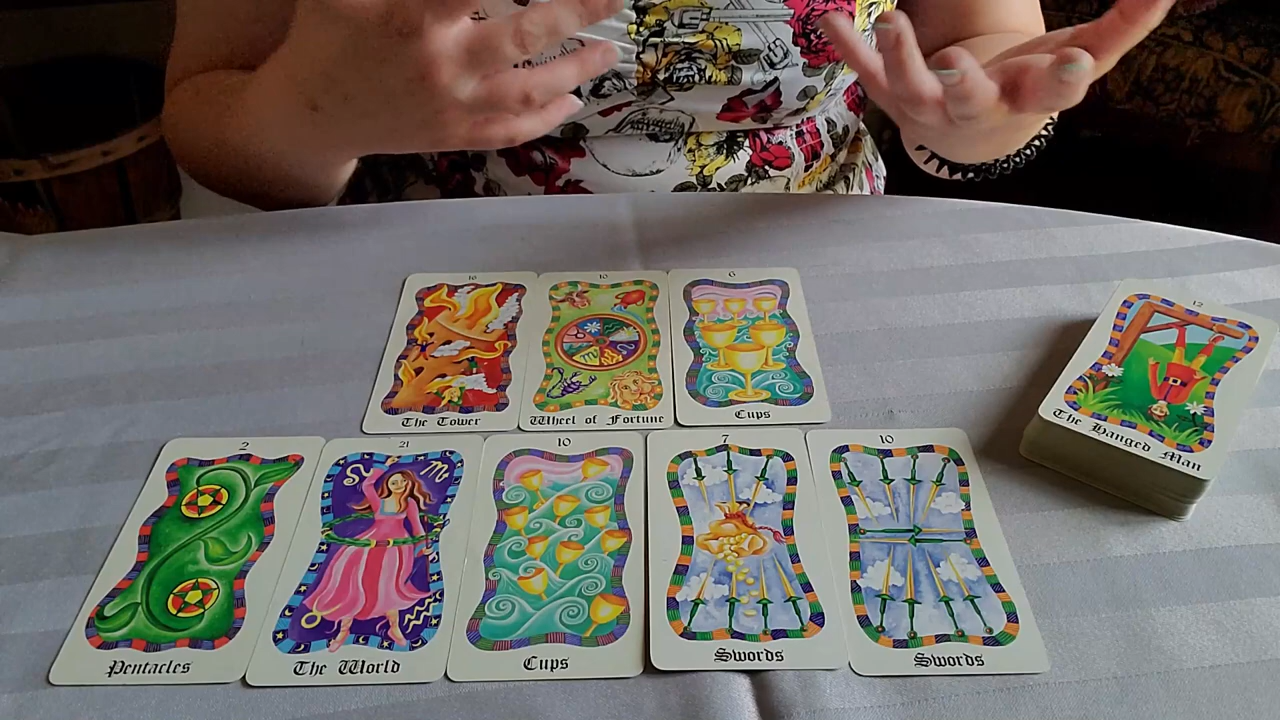 16
The Tower
10
Wheel of Fortune
6
Cups
12
The Hanged Man
2
Pentacles
21
The World
10
Cups
7
Swords
10
Swords